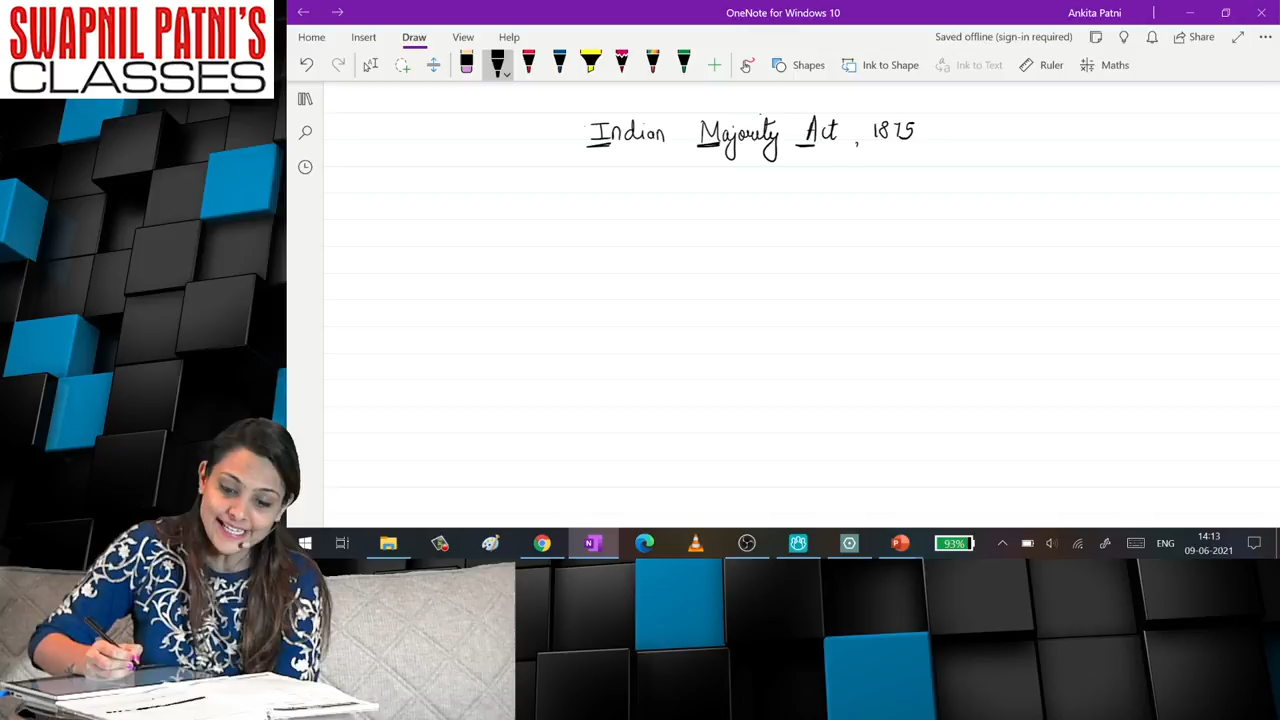 SWAPNIL PATNI'S
CLASSES
OneNote for Windows 10
Ankita Patni
Home Insert Draw View Help
Saved offline (sign-in required)
Share
Shapes
Ink to Shape
Ink to Text
Ruler
Maths
Indian Majority Act, 1875
93%
ENG
14:13
09-06-2021